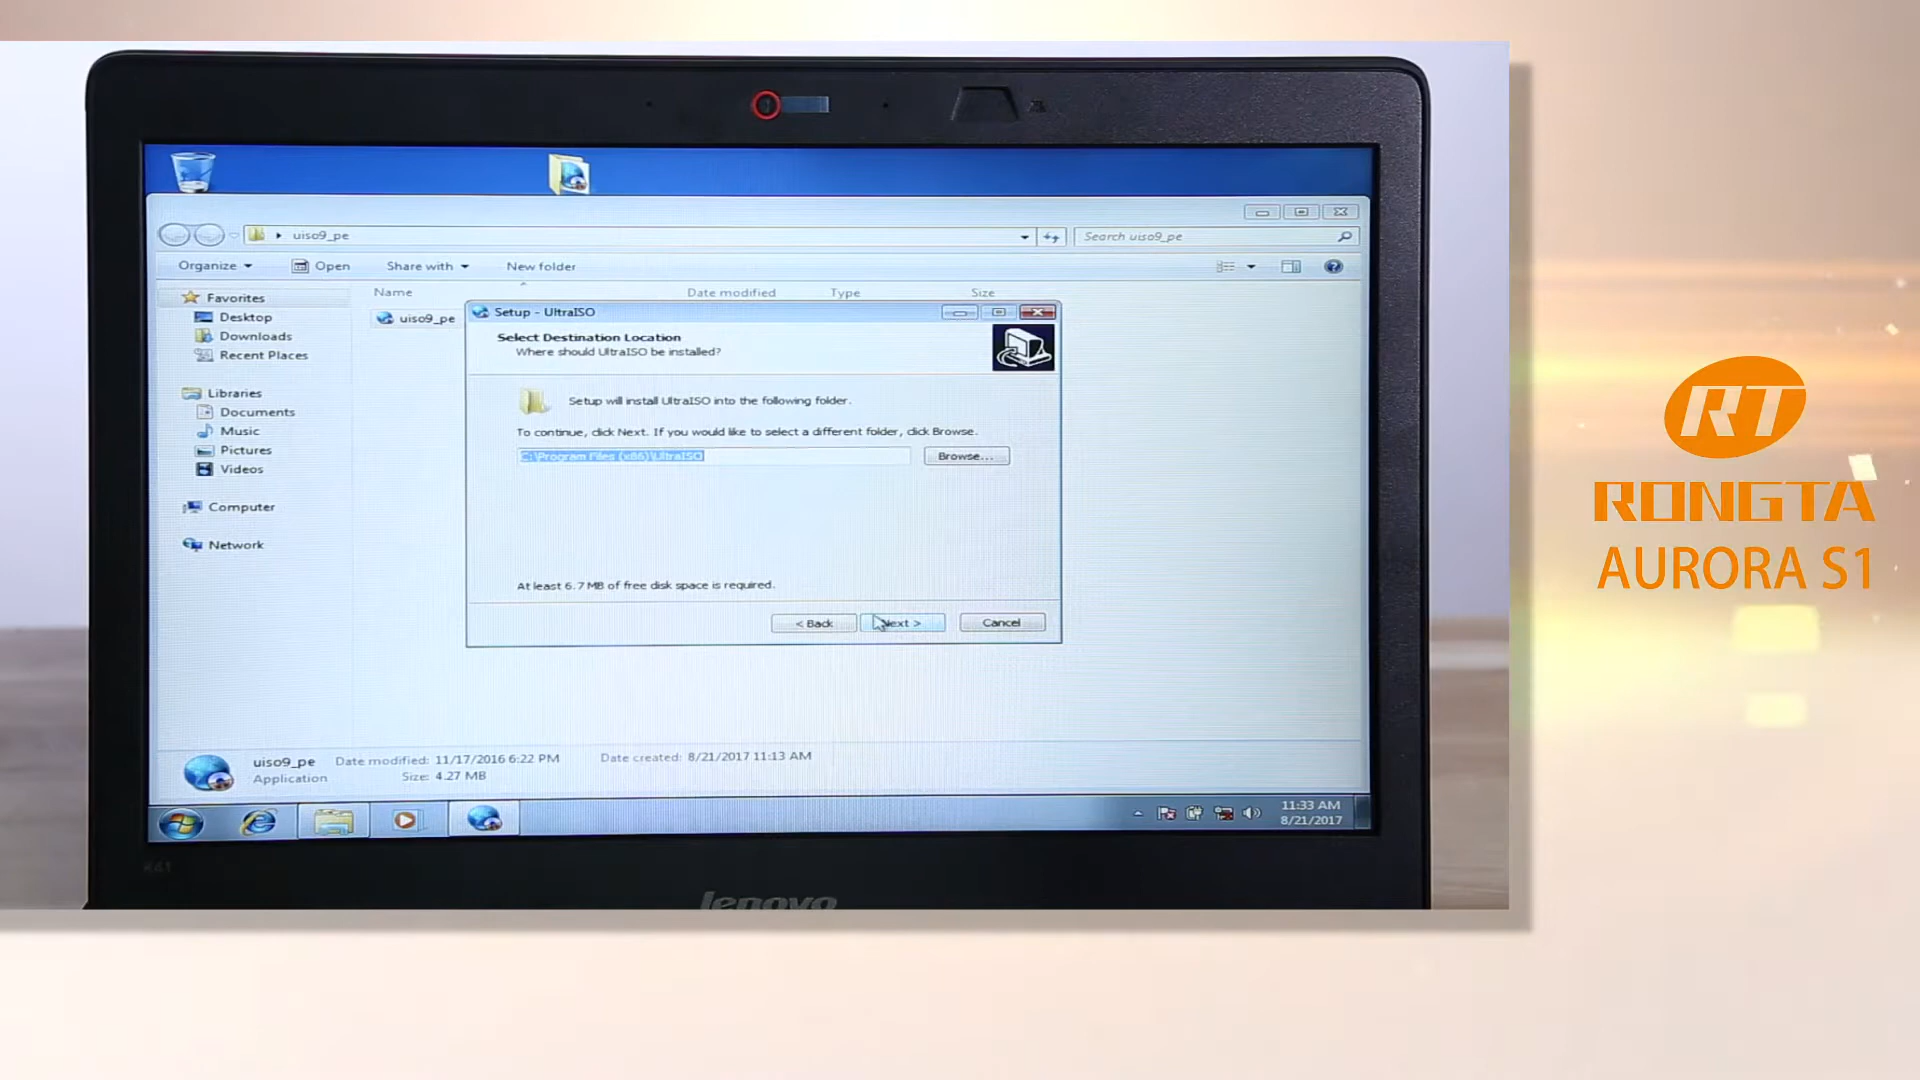 uiso9_pe
Search uiso9_pe
Organize
Open
Share with
New folder
Name
Date modified
Type
Size
Favorites
Desktop
Downloads
Recent Places
Libraries
Documents
Music
Pictures
Videos
Computer
Network
uiso9_pe
Setup - UltraISO
Select Destination Location
Where should UltraISO be installed?
Setup will install UltraISO into the following folder.
To continue, click Next. If you would like to select a different folder, click Browse.
C:\Program Files (x86)\UltraISO
Browse...
At least 6.7 MB of free disk space is required.
< Back
Next >
Cancel
uiso9_pe
Date modified: 11/17/2016 6:22 PM
Date created: 8/21/2017 11:13 AM
Application
Size: 4.27 MB
11:33 AM
8/21/2017
lenovo
RT
RONGTA
AURORA S1